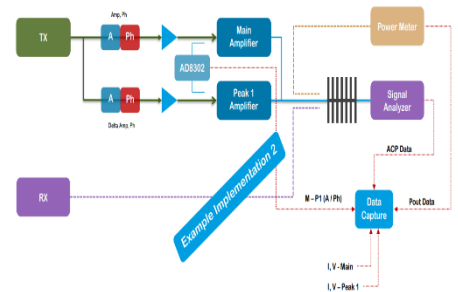 Amp, Ph
TX
A
Ph
Main
Amplifier
Power Meter
AD8302
A
Ph
Peak 1
Amplifier
Signal
Analyzer
Delta Amp, Ph
ACP Data
Example Implementation 2
RX
M – P1 (A / Ph)
Data
Capture
Pout Data
I, V - Main
I, V – Peak 1